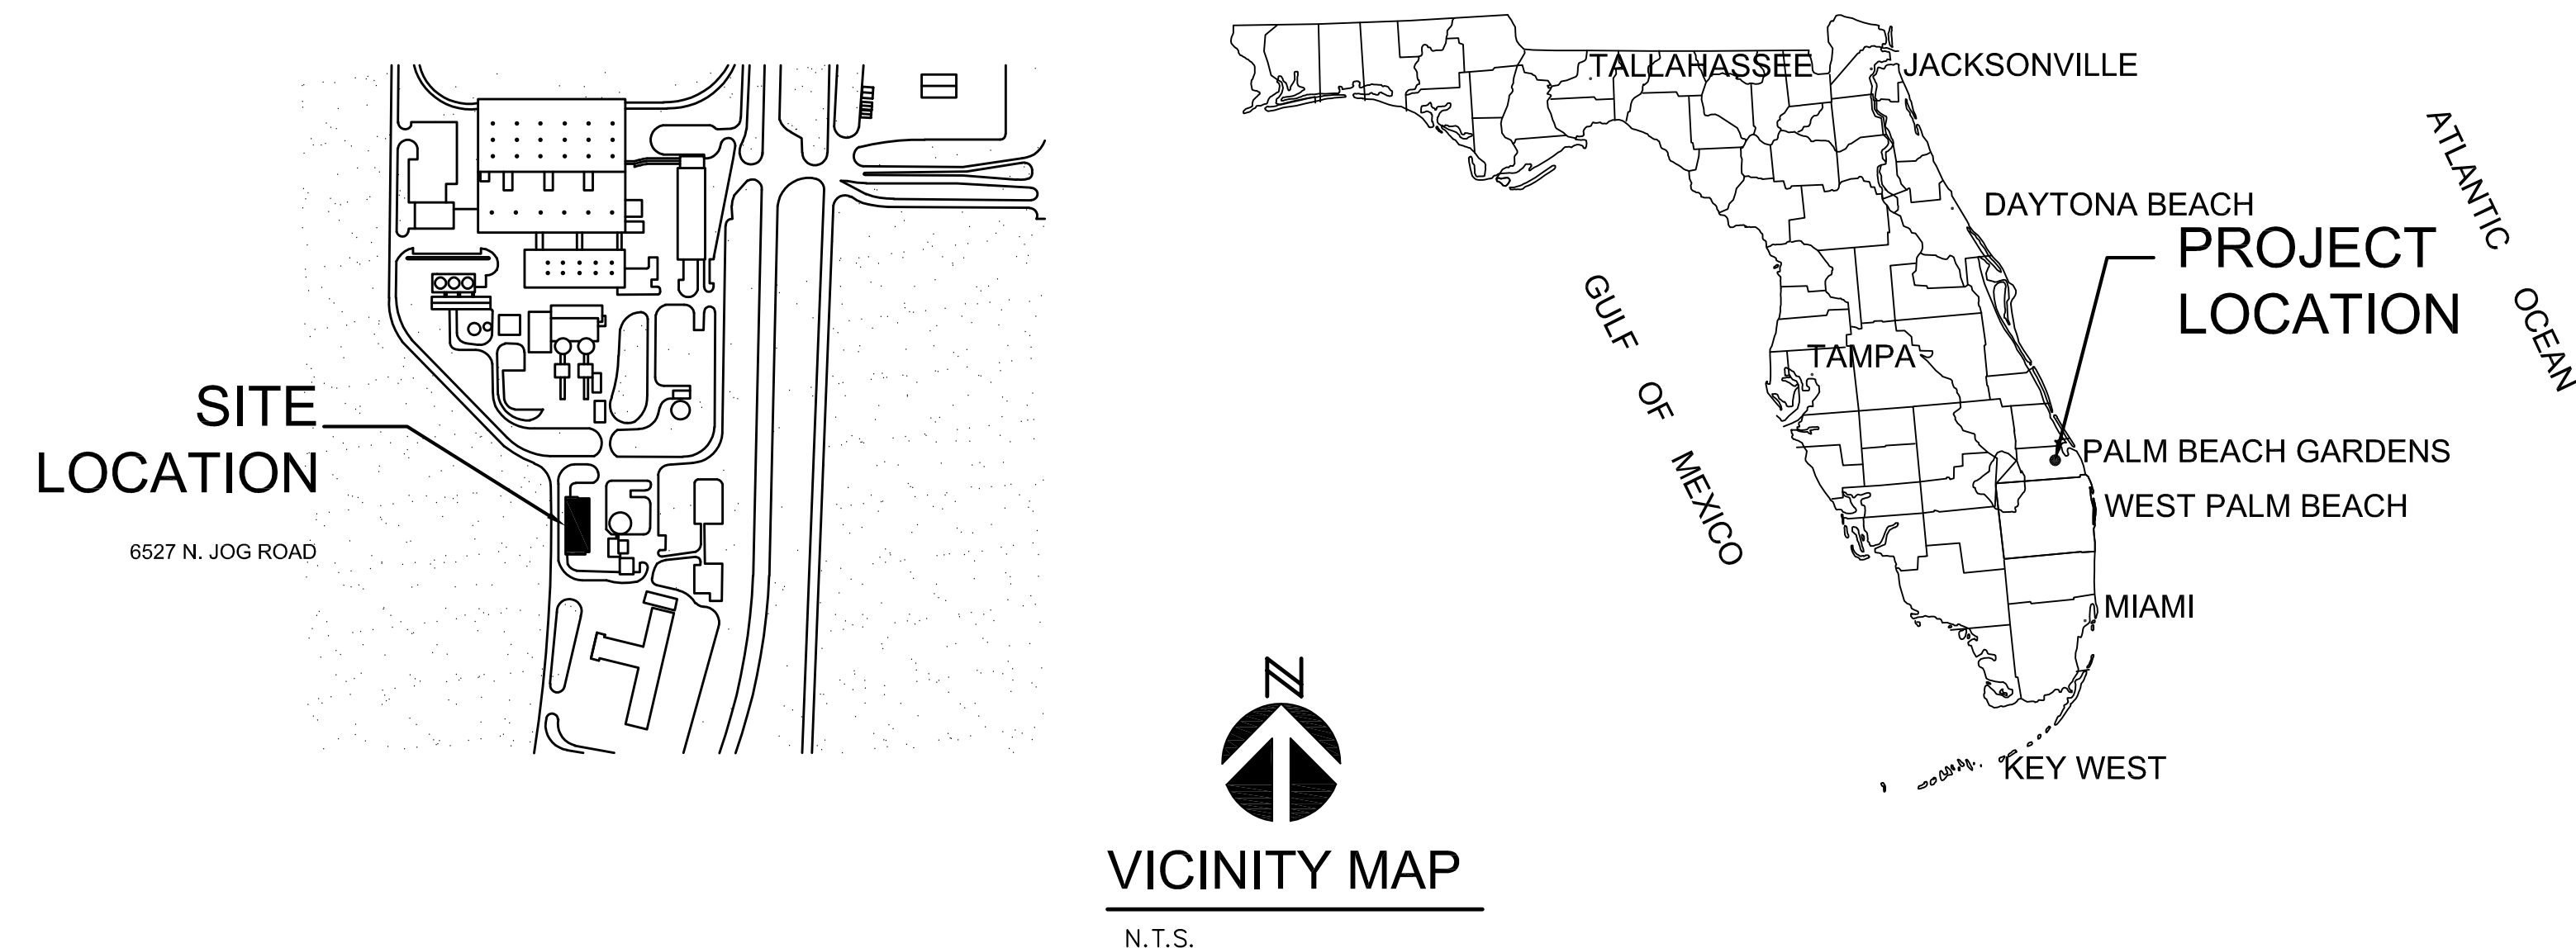 SITE
LOCATION
6527 N. JOG ROAD
TALLAHASSEE
JACKSONVILLE
DAYTONA BEACH
PROJECT
LOCATION
ATLANTIC OCEAN
GULF OF MEXICO
TAMPA
PALM BEACH GARDENS
WEST PALM BEACH
MIAMI
KEY WEST
N
VICINITY MAP
N.T.S.